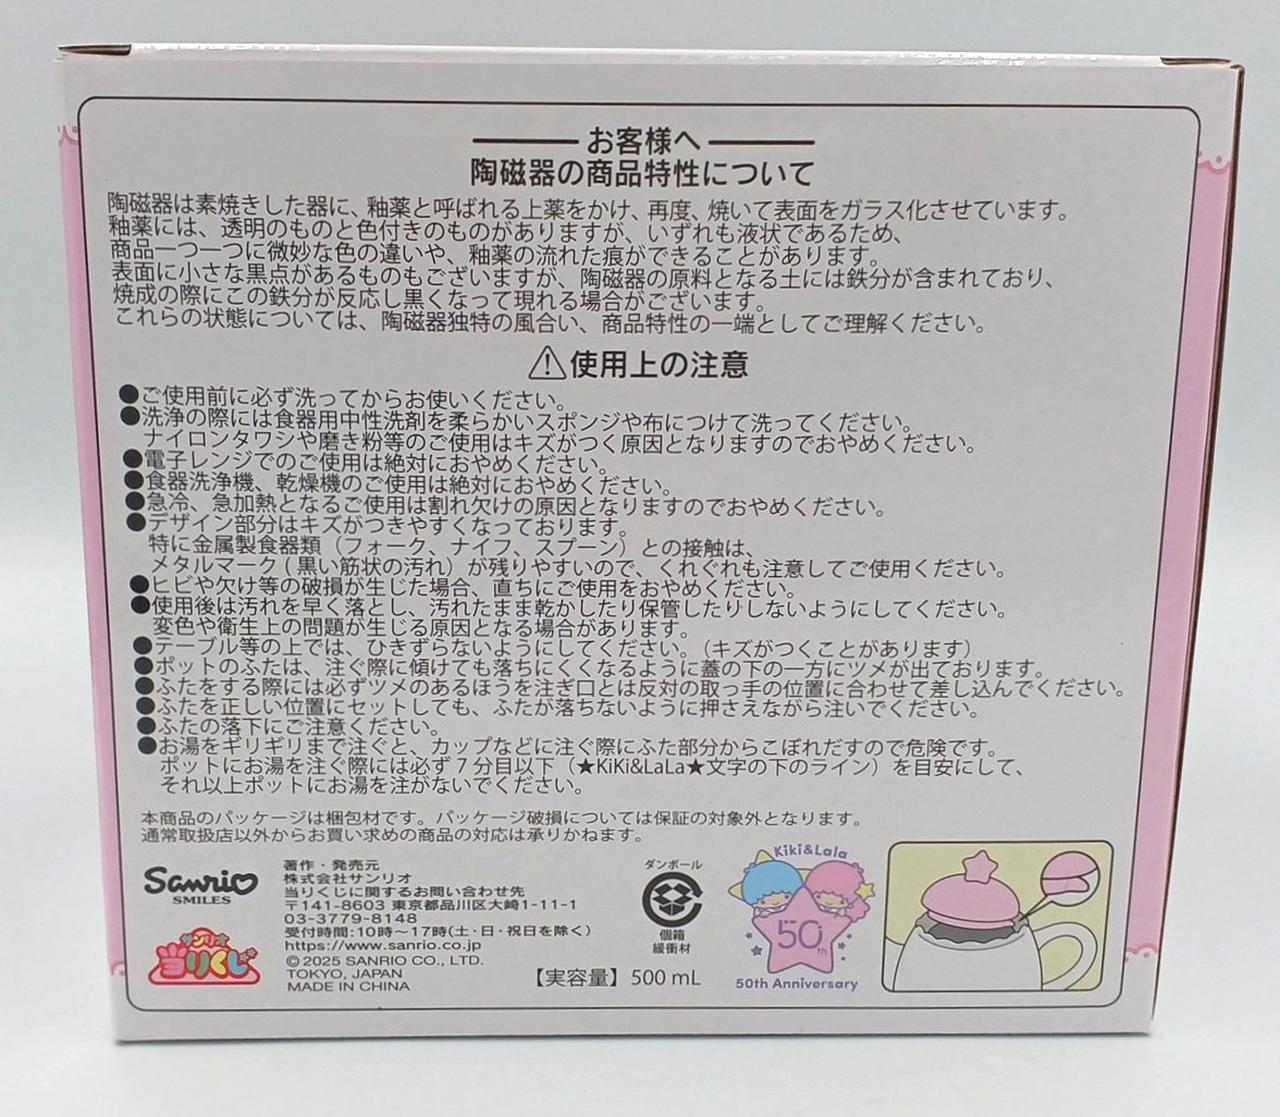 お客様へ
陶磁器の商品特性について
陶磁器は素焼きした器に、釉薬と呼ばれる上薬をかけ、再度、焼いて表面をガラス化させています。
釉薬には、透明のものと色付きのものがありますが、いずれも液状であるため、
商品一つ一つに微妙な色の違いや、釉薬の流れた痕ができることがあります。
表面に小さな黒点があるものもございますが、陶磁器の原料となる土には鉄分が含まれており、
焼成の際にこの鉄分が反応し黒くなって現れる場合がございます。
これらの状態については、陶磁器独特の風合い、商品特性の一端としてご理解ください。
⚠使用上の注意
●ご使用前に必ず洗ってからお使いください。
●洗浄の際には食器用中性洗剤を柔らかいスポンジや布につけて洗ってください。
ナイロンタワシや磨き粉等のご使用はキズがつく原因となりますのでおやめください。
●電子レンジでのご使用は絶対におやめください。
●食器洗浄機、乾燥機のご使用は絶対におやめください。
●急冷、急加熱となるご使用は割れ欠けの原因となりますのでおやめください。
●デザイン部分はキズがつきやすくなっております。
特に金属製食器類（フォーク、ナイフ、スプーン）との接触は、
メタルマーク(黒い筋状の汚れ）が残りやすいので、くれぐれも注意してご使用ください。
●ヒビや欠け等の破損が生じた場合、直ちにご使用をおやめください。
●使用後は汚れを早く落とし、汚れたまま乾かしたり保管したりしないようにしてください。
変色や衛生上の問題が生じる原因となる場合があります。
●テーブル等の上では、ひきずらないようにしてください。（キズがつくことがあります）
●ポットのふたは、注ぐ際に傾けても落ちにくくなるように蓋の下の一方にツメが出ております。
●ふたをする際には必ずツメのあるほうを注ぎ口とは反対の取っ手の位置に合わせて差し込んでください。
●ふたを正しい位置にセットしても、ふたが落ちないように押さえながら注いでください。
●ふたの落下にご注意ください。
●お湯をギリギリまで注ぐと、カップなどに注ぐ際にふた部分からこぼれだすので危険です。
ポットにお湯を注ぐ際には必ず7分目以下（★KiKi&LaLa★文字の下のライン）を目安にして、
それ以上ポットにお湯を注がないでください。
本商品のパッケージは梱包材です。パッケージ破損については保証の対象外となります。
通常取扱店以外からお買い求めの商品の対応は承りかねます。
Sanrio
SMILES
サンリオ
当りくじ
著作・発売元
株式会社サンリオ
当りくじに関するお問い合わせ先
〒141-8603 東京都品川区大崎1-11-1
03-3779-8148
受付時間:10時～17時(土・日・祝日を除く)
https://www.sanrio.co.jp
©2025 SANRIO CO., LTD.
TOKYO, JAPAN
MADE IN CHINA
ダンボール
個箱
緩衝材
【実容量】500 mL
Kiki&Lala
50th
50th Anniversary